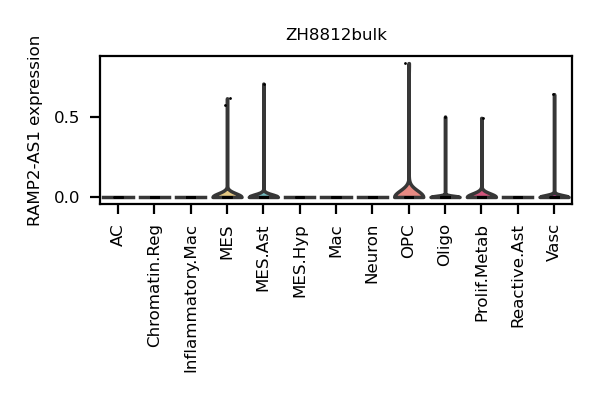 ZH8812bulk
RAMP2-AS1 expression
0.5
0.0
AC
Chromatin.Reg
Inflammatory.Mac
MES
MES.Ast
MES.Hyp
Mac
Neuron
OPC
Oligo
Prolif.Metab
Reactive.Ast
Vasc